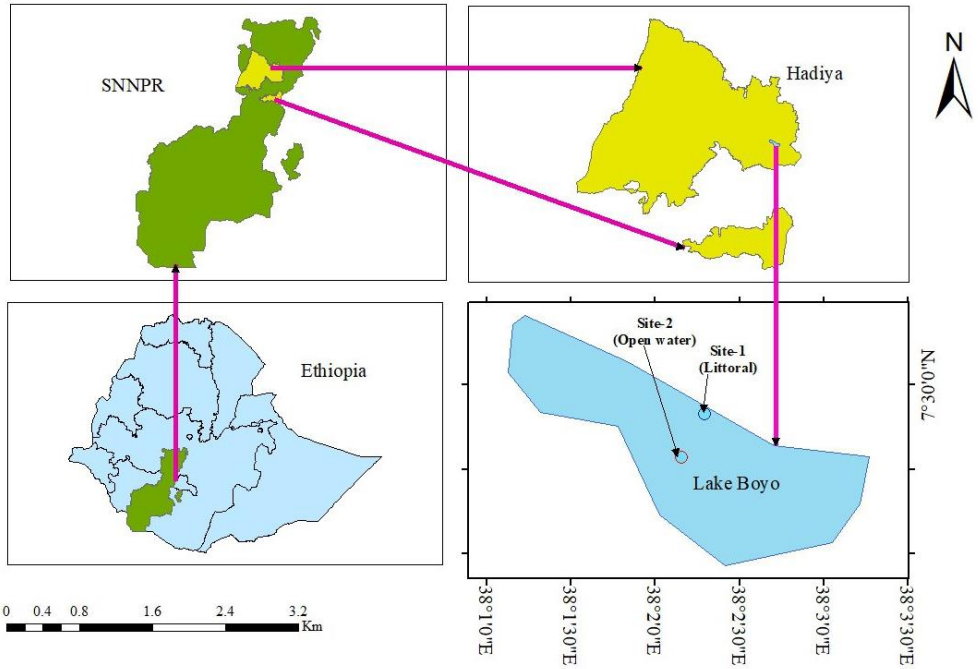 SNNPR
Hadiya
N
Ethiopia
Site-2
(Open water)
Site-1
(Littoral)
Lake Boyo
7°30'0"N
0 0.4 0.8 1.6 2.4 3.2
Km
38°1'0"E
38°1'30"E
38°2'0"E
38°2'30"E
38°3'0"E
38°3'30"E